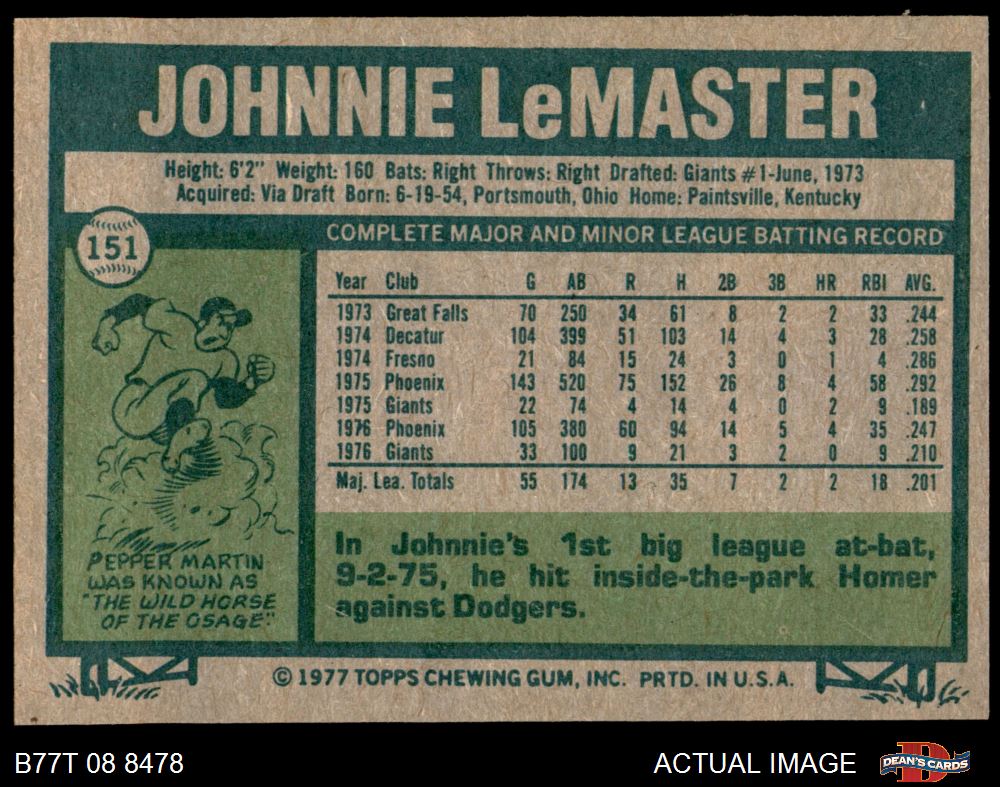 JOHNNIE LeMASTER
Height: 6'2" Weight: 160 Bats: Right Throws: Right Drafted: Giants #1-June, 1973
Acquired: Via Draft Born: 6-19-54, Portsmouth, Ohio Home: Paintsville, Kentucky
151
COMPLETE MAJOR AND MINOR LEAGUE BATTING RECORD
Year Club G AB R H 2B 3B HR RBI AVG.
1973 Great Falls 70 250 34 61 8 2 2 33 .244
1974 Decatur 104 399 51 103 14 4 3 28 .258
1974 Fresno 21 84 15 24 3 0 1 4 .286
1975 Phoenix 143 520 75 152 26 8 4 58 .292
1975 Giants 22 74 4 14 4 0 2 9 .189
1976 Phoenix 105 380 60 94 14 5 4 35 .247
1976 Giants 33 100 9 21 3 2 0 9 .210
Maj. Lea. Totals 55 174 13 35 7 2 2 18 .201
PEPPER MARTIN
WAS KNOWN AS
"THE WILD HORSE
OF THE OSAGE."
In Johnnie's 1st big league at-bat,
9-2-75, he hit inside-the-park Homer
against Dodgers.
© 1977 TOPPS CHEWING GUM, INC. PRTD. IN U.S.A.
B77T 08 8478
ACTUAL IMAGE
DEAN'S CARDS